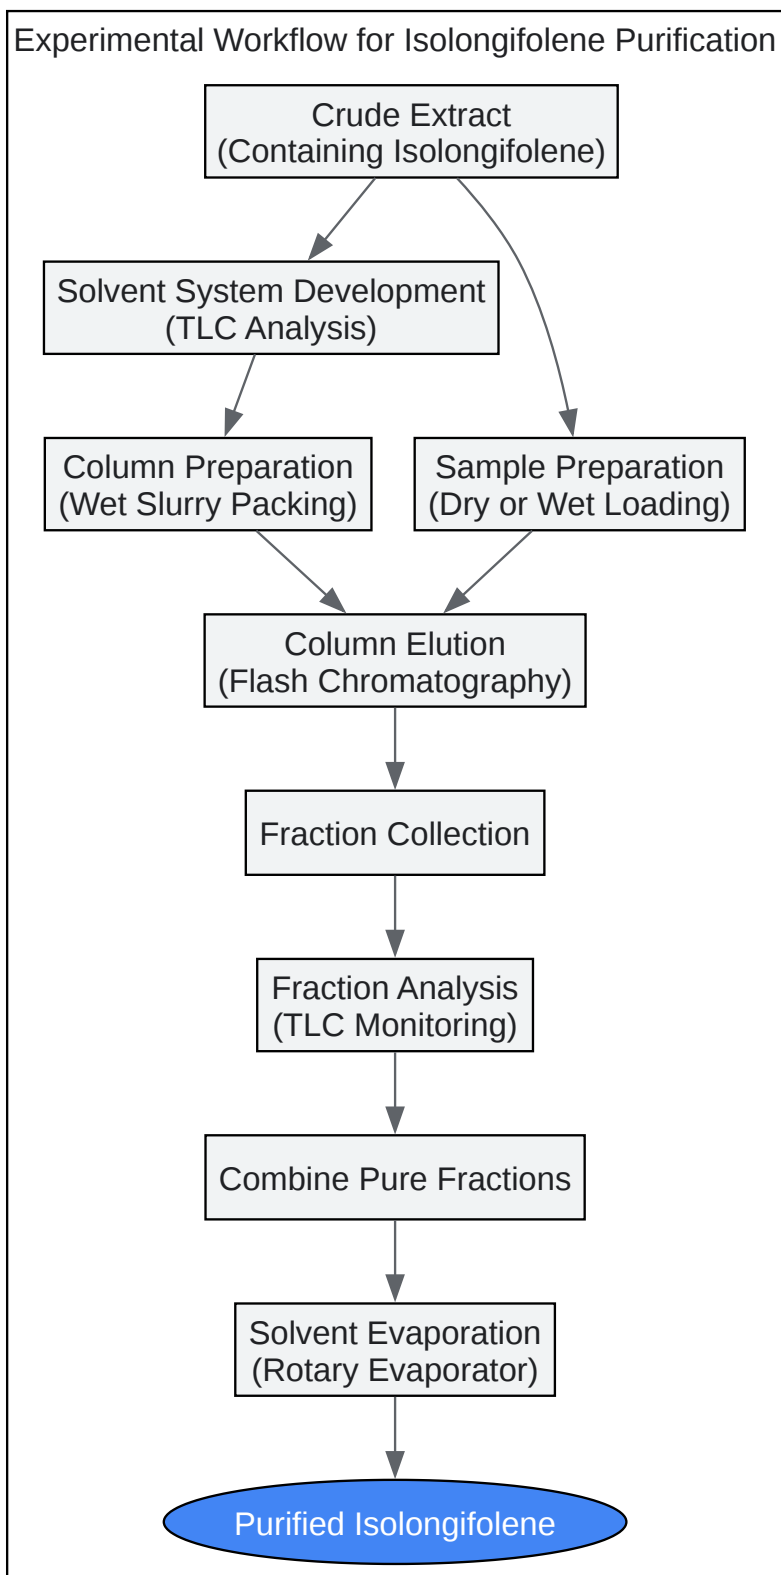 Experimental Workflow for Isolongifolene Purification
Crude Extract
(Containing Isolongifolene)
Solvent System Development
(TLC Analysis)
Column Preparation
(Wet Slurry Packing)
Sample Preparation
(Dry or Wet Loading)
Column Elution
(Flash Chromatography)
Fraction Collection
Fraction Analysis
(TLC Monitoring)
Combine Pure Fractions
Solvent Evaporation
(Rotary Evaporator)
Purified Isolongifolene